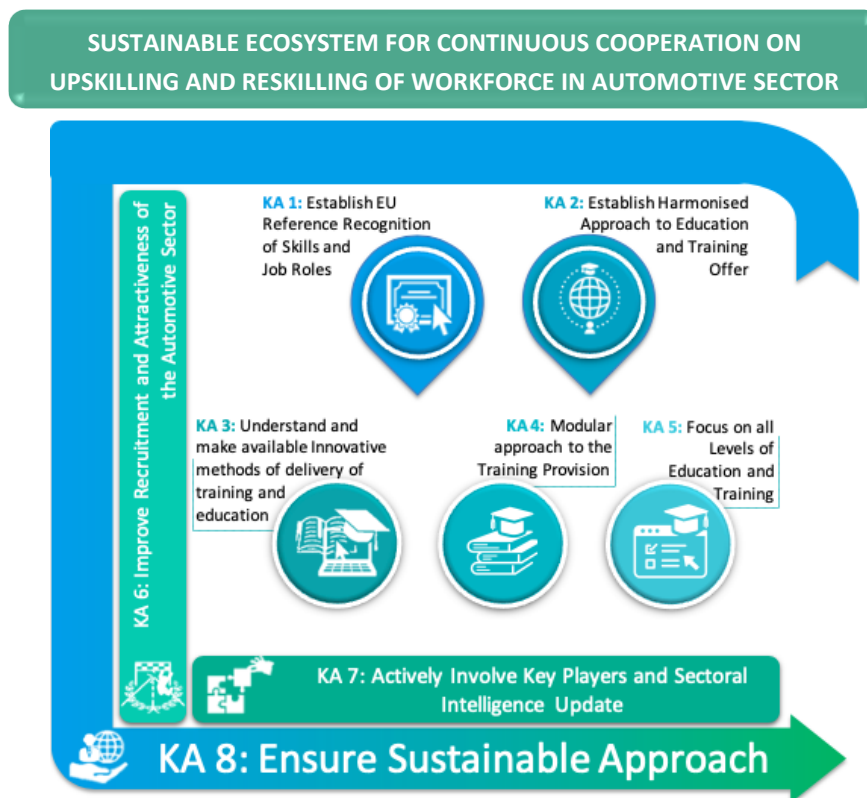 SUSTAINABLE ECOSYSTEM FOR CONTINUOUS COOPERATION ON
UPSKILLING AND RESKILLING OF WORKFORCE IN AUTOMOTIVE SECTOR
KA 1: Establish EU
Reference Recognition
of Skills and
Job Roles
KA 2: Establish Harmonised
Approach to Education
and Training
Offer
KA 3: Understand and
make available Innovative
methods of delivery of
training and
education
KA 4: Modular
approach to the
Training Provision
KA 5: Focus on all
Levels of
Education and
Training
KA 6: Improve Recruitment and Attractiveness of
the Automotive Sector
KA 7: Actively Involve Key Players and Sectoral
Intelligence Update
KA 8: Ensure Sustainable Approach